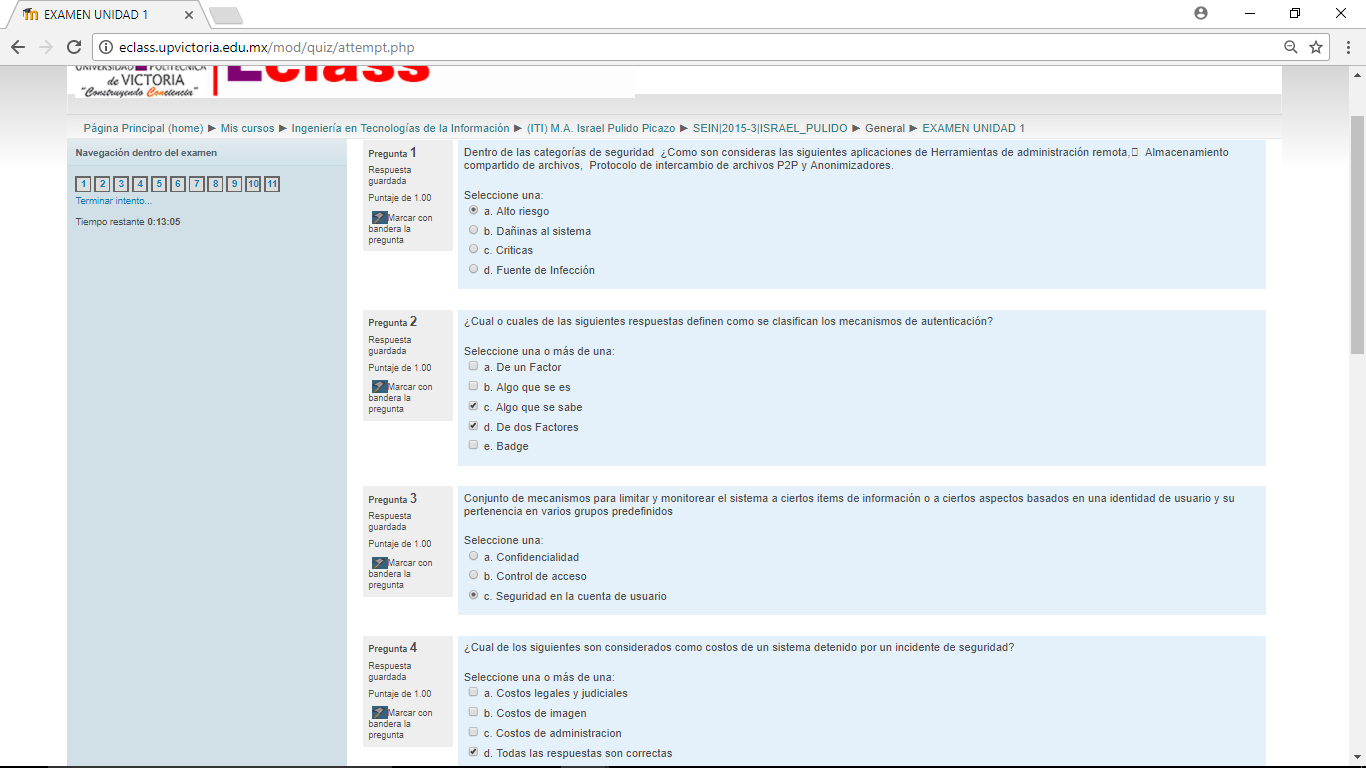 EXAMEN UNIDAD 1
eclass.upvictoria.edu.mx/mod/quiz/attempt.php
UNIVERSIDAD POLITECNICA
de VICTORIA
"Construyendo Conciencia"
Eclass
Página Principal (home) ► Mis cursos ► Ingeniería en Tecnologías de la Información ► (ITI) M.A. Israel Pulido Picazo ► SEIN|2015-3|ISRAEL_PULIDO ► General ► EXAMEN UNIDAD 1
Navegación dentro del examen
1 2 3 4 5 6 7 8 9 10 11
Terminar intento...
Tiempo restante 0:13:05
Pregunta 1
Respuesta
guardada
Puntaje de 1.00
Marcar con
bandera la
pregunta
Dentro de las categorías de seguridad ¿Como son consideras las siguientes aplicaciones de Herramientas de administración remota, Almacenamiento
compartido de archivos, Protocolo de intercambio de archivos P2P y Anonimizadores.
Seleccione una:
a. Alto riesgo
b. Dañinas al sistema
c. Criticas
d. Fuente de Infección
Pregunta 2
Respuesta
guardada
Puntaje de 1.00
Marcar con
bandera la
pregunta
¿Cual o cuales de las siguientes respuestas definen como se clasifican los mecanismos de autenticación?
Seleccione una o más de una:
a. De un Factor
b. Algo que se es
c. Algo que se sabe
d. De dos Factores
e. Badge
Pregunta 3
Respuesta
guardada
Puntaje de 1.00
Marcar con
bandera la
pregunta
Conjunto de mecanismos para limitar y monitorear el sistema a ciertos items de información o a ciertos aspectos basados en una identidad de usuario y su
pertenencia en varios grupos predefinidos
Seleccione una:
a. Confidencialidad
b. Control de acceso
c. Seguridad en la cuenta de usuario
Pregunta 4
Respuesta
guardada
Puntaje de 1.00
Marcar con
bandera la
pregunta
¿Cual de los siguientes son considerados como costos de un sistema detenido por un incidente de seguridad?
Seleccione una o más de una:
a. Costos legales y judiciales
b. Costos de imagen
c. Costos de administracion
d. Todas las respuestas son correctas